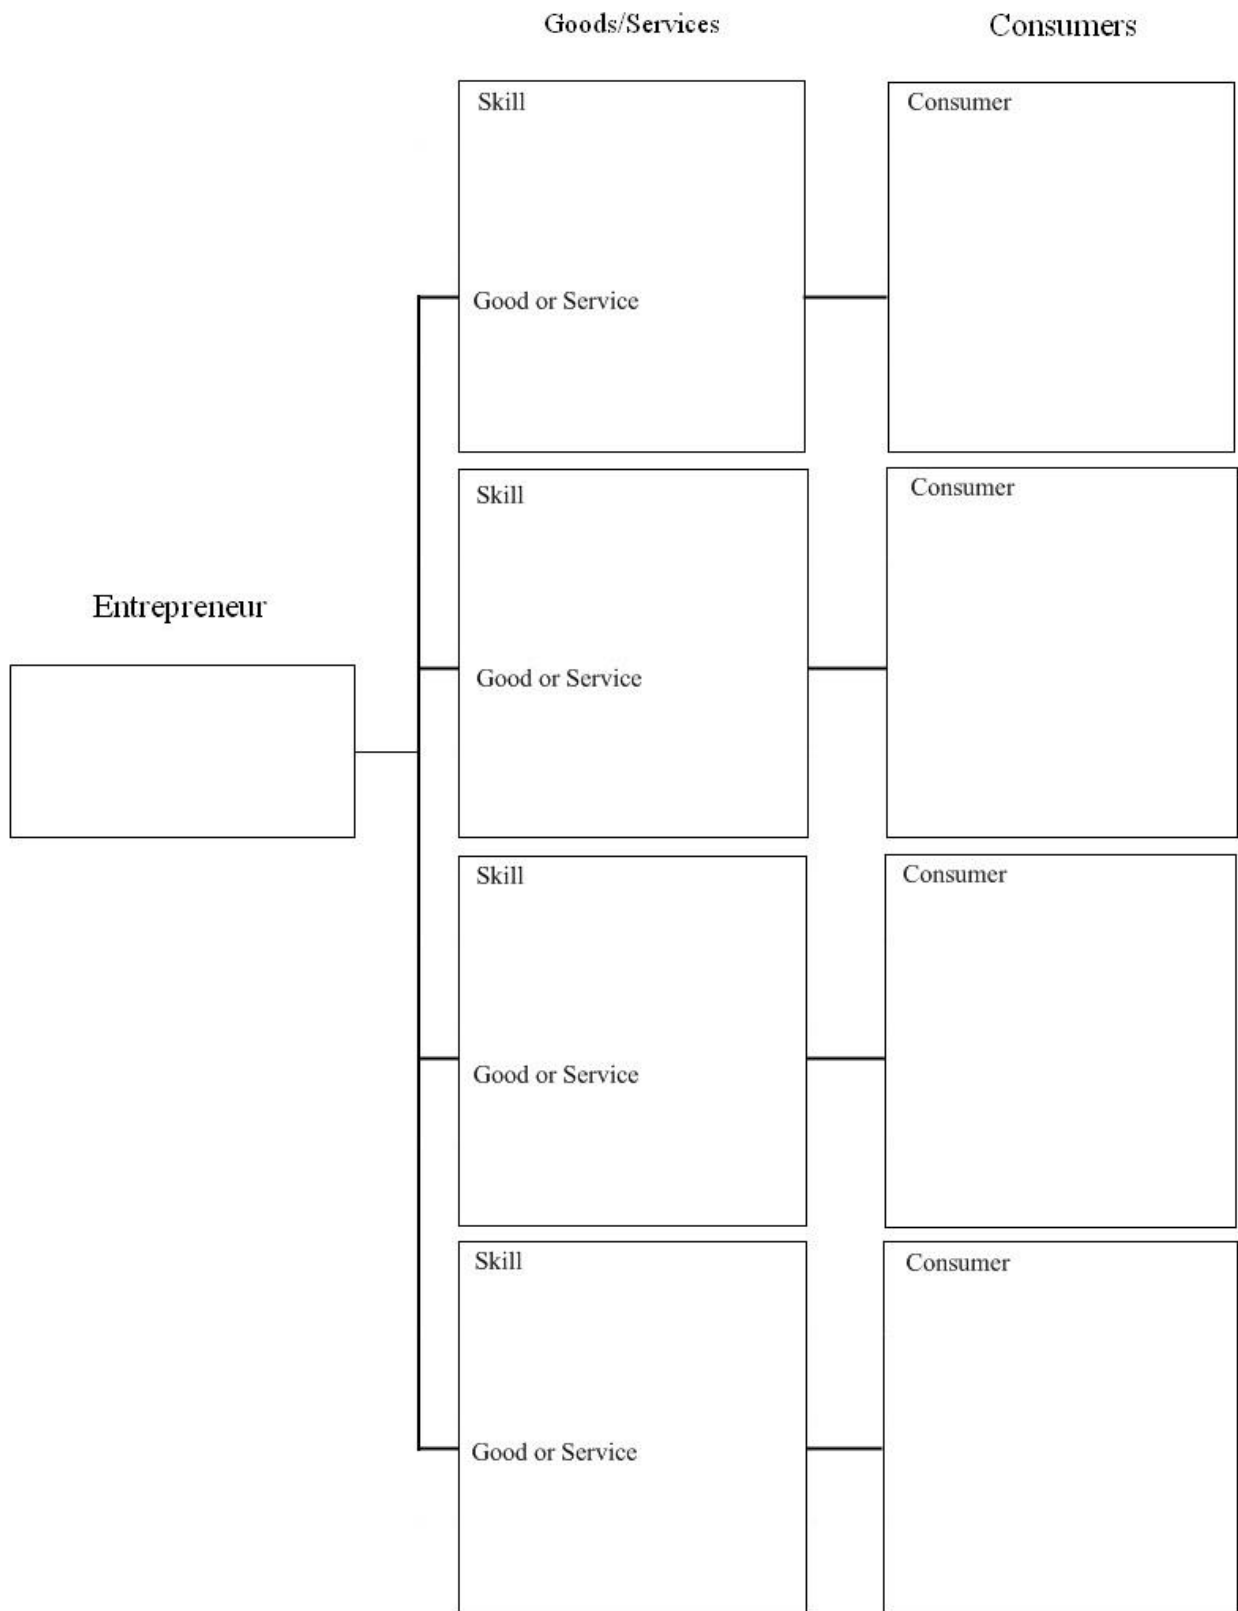 Goods/Services
Consumers
Skill
Consumer
Good or Service
Skill
Consumer
Entrepreneur
Good or Service
Skill
Consumer
Good or Service
Skill
Consumer
Good or Service